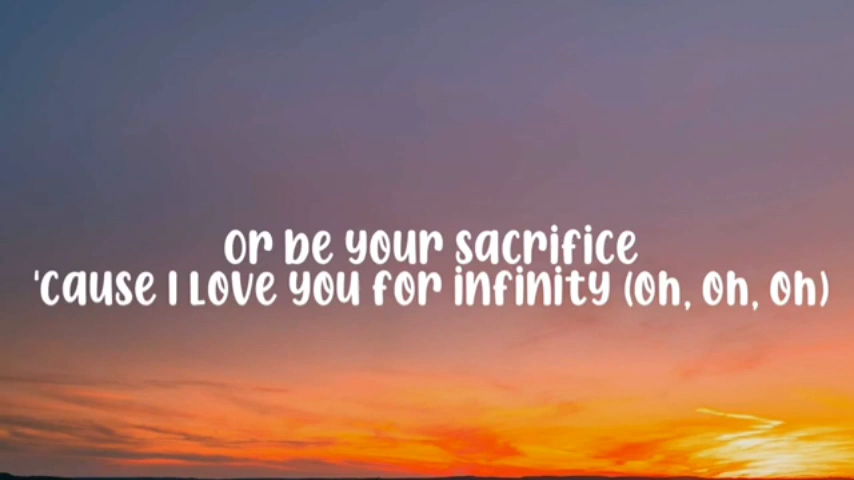 or be your sacrifice
'cause I Love you for infinity (oh, oh, oh)